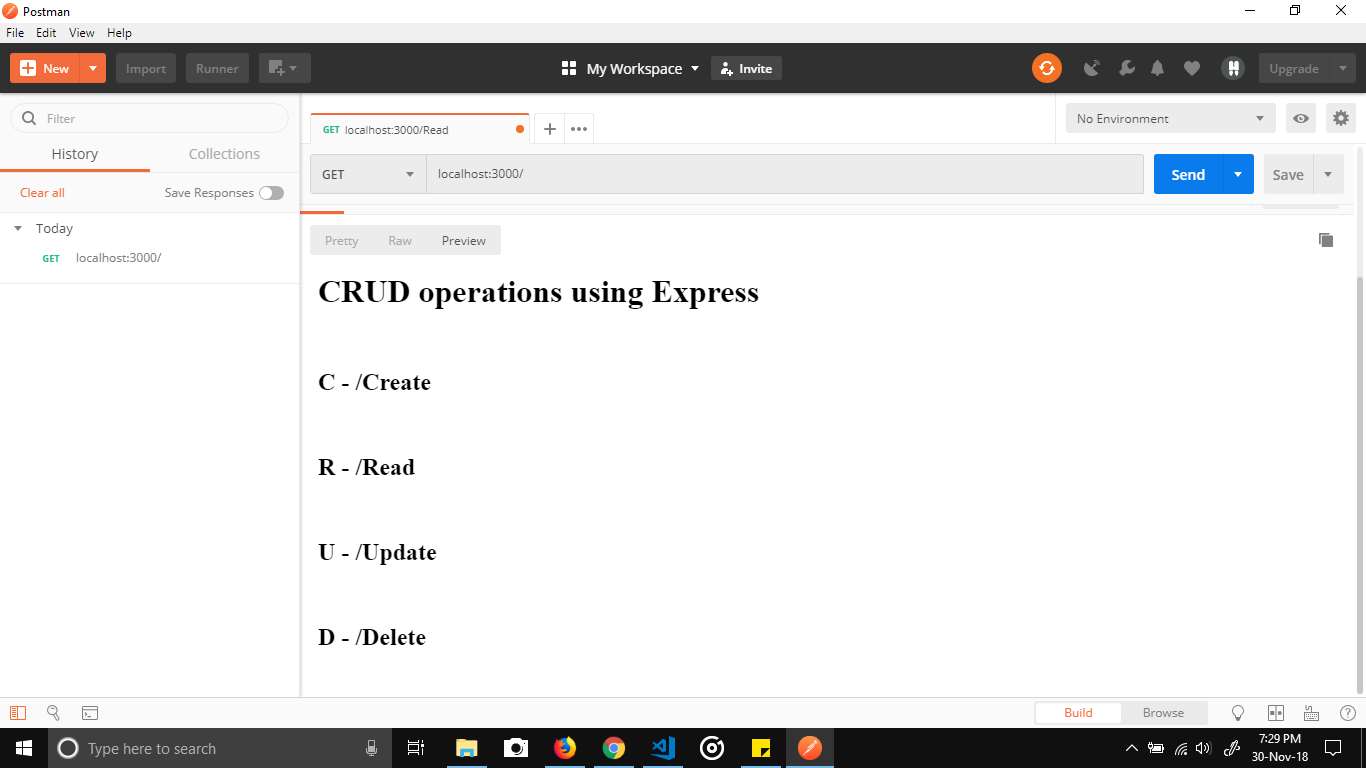 Postman
File Edit View Help
New Import Runner My Workspace Invite Upgrade
Filter
History Collections
Clear all Save Responses
Today
GET localhost:3000/
GET localhost:3000/Read
No Environment
GET localhost:3000/ Send Save
Pretty Raw Preview
CRUD operations using Express
C - /Create
R - /Read
U - /Update
D - /Delete
Build Browse
Type here to search
7:29 PM
30-Nov-18